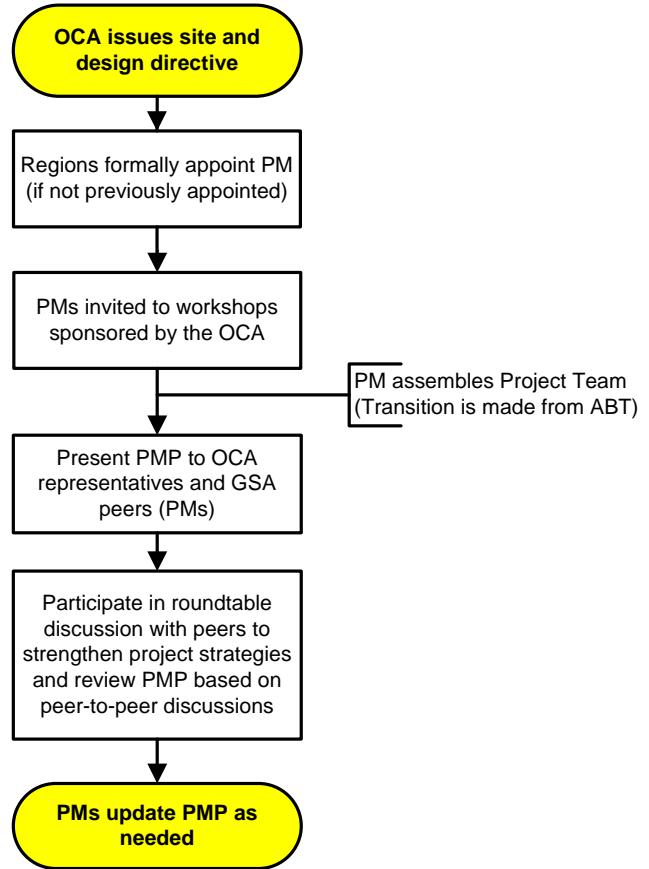 OCA issues site and
design directive
Regions formally appoint PM
(if not previously appointed)
PMs invited to workshops
sponsored by the OCA
PM assembles Project Team
(Transition is made from ABT)
Present PMP to OCA
representatives and GSA
peers (PMs)
Participate in roundtable
discussion with peers to
strengthen project strategies
and review PMP based on
peer-to-peer discussions
PMs update PMP as
needed